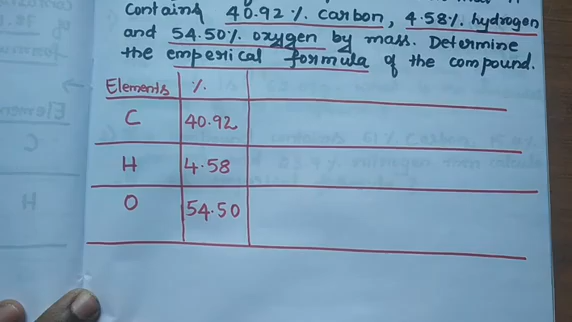 Contains 40.92 %. carbon, 4.58%. hydrogen
and 54.50%. oxygen by mass. Determine
the emperical formula of the compound.
Elements %.
C 40.92
H 4.58
O 54.50